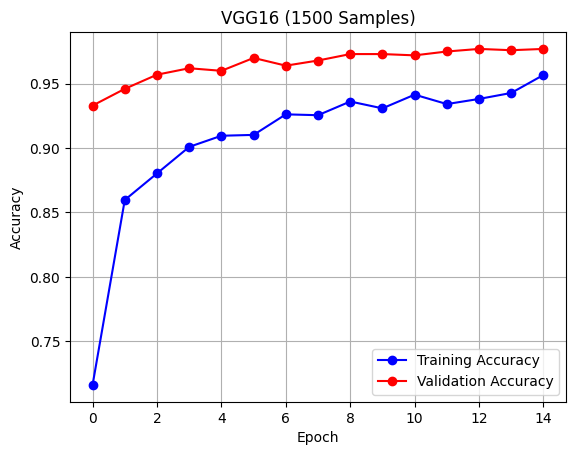 VGG16 (1500 Samples)
Accuracy
0.95
0.90
0.85
0.80
0.75
0 2 4 6 8 10 12 14
Epoch
Training Accuracy
Validation Accuracy